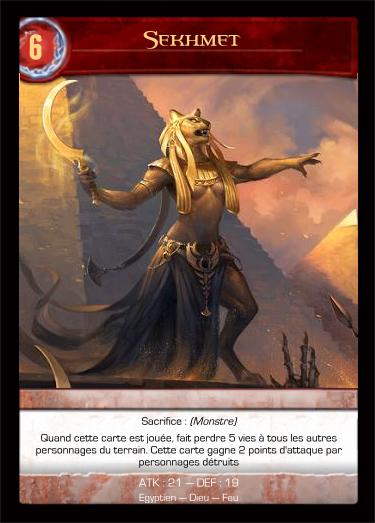 6
Sekhmet
Sacrifice : (Monstre)
Quand cette carte est jouée, fait perdre 5 vies à tous les autres
personnages du terrain. Cette carte gagne 2 points d'attaque par
personnages détruits
ATK : 21 — DEF : 19
Egyptien — Dieu — Feu